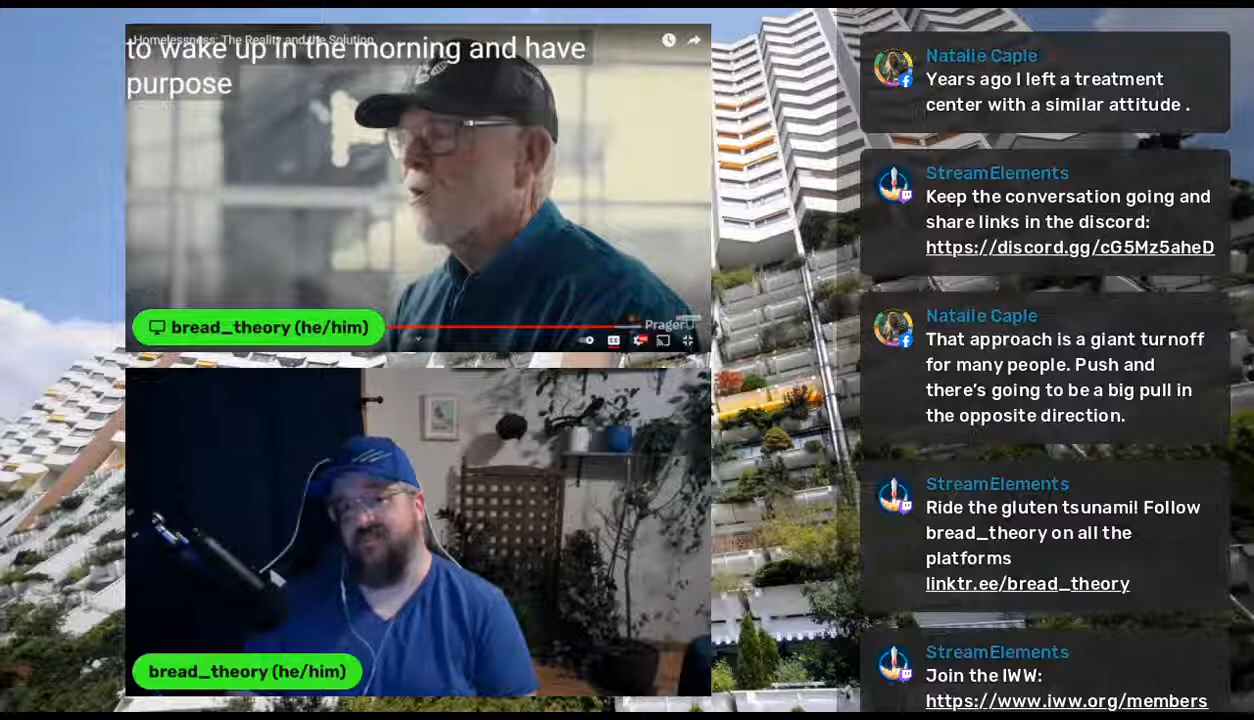 Homelessness: The Reality and the Solution
to wake up in the morning and have
purpose
bread_theory (he/him)
PragerU
CC
bread_theory (he/him)
Natalie Caple
Years ago I left a treatment
center with a similar attitude .
StreamElements
Keep the conversation going and
share links in the discord:
https://discord.gg/cG5Mz5aheD
Natalie Caple
That approach is a giant turnoff
for many people. Push and
there's going to be a big pull in
the opposite direction.
StreamElements
Ride the gluten tsunami! Follow
bread_theory on all the
platforms
linktr.ee/bread_theory
StreamElements
Join the IWW:
https://www.iww.org/members